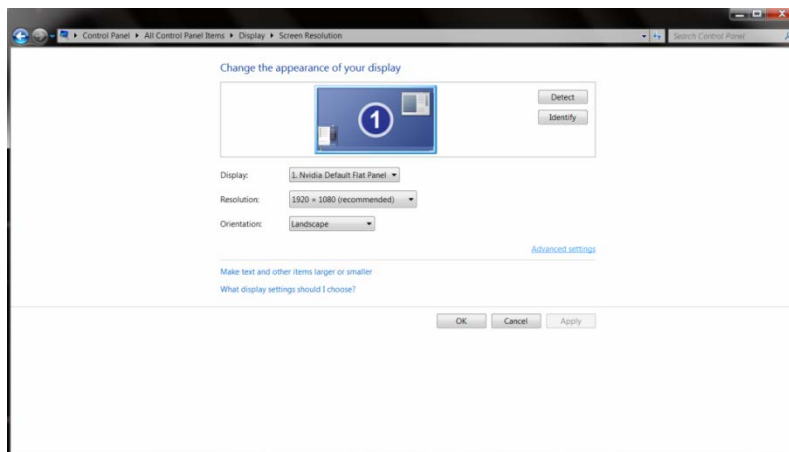 Control Panel ▸ All Control Panel Items ▸ Display ▸ Screen Resolution
Search Control Panel
Change the appearance of your display
1
Detect
Identify
Display: 1. Nvidia Default Flat Panel
Resolution: 1920 × 1080 (recommended)
Orientation: Landscape
Advanced settings
Make text and other items larger or smaller
What display settings should I choose?
OK Cancel Apply